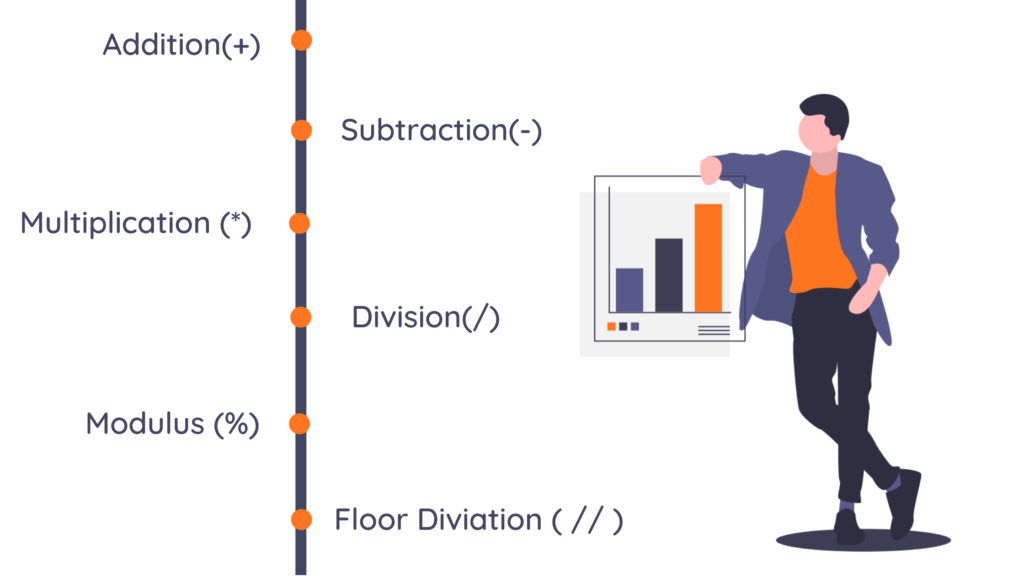 Addition(+)
Subtraction(-)
Multiplication (*)
Division(/)
Modulus (%)
Floor Diviation ( // )